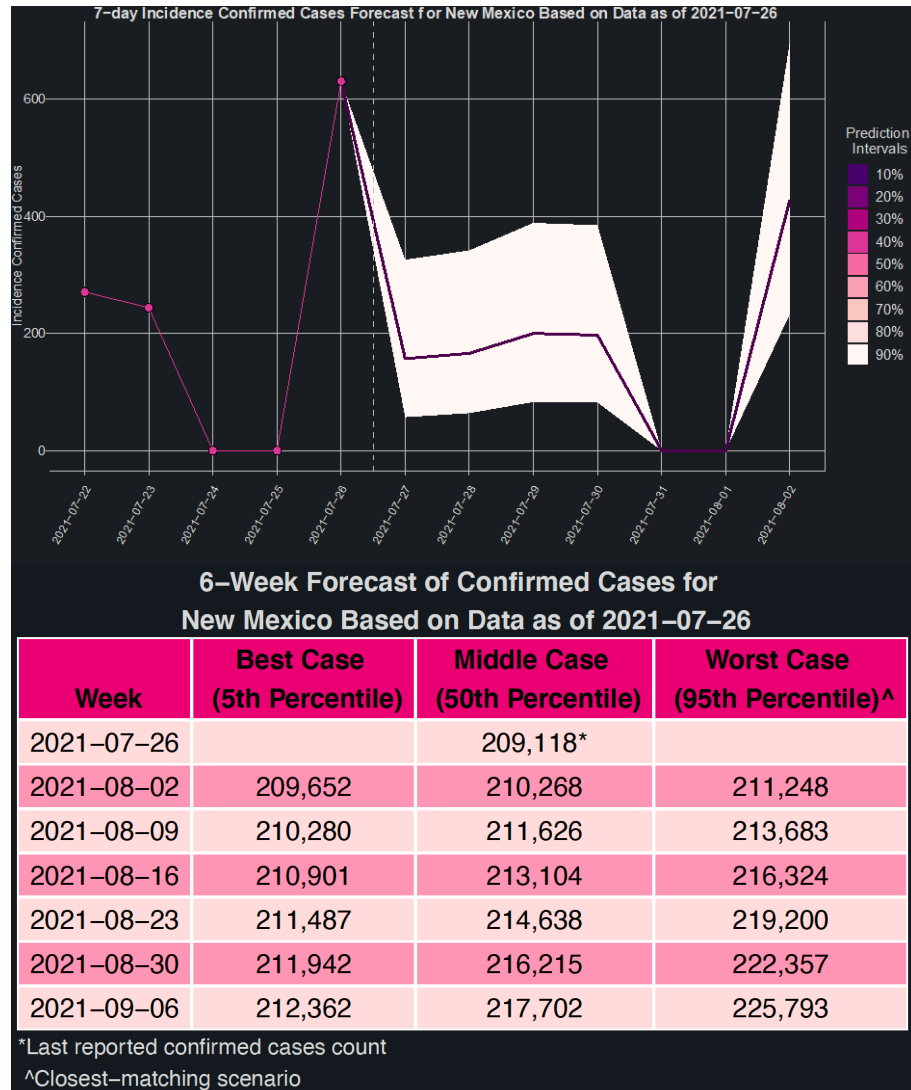 7-day Incidence Confirmed Cases Forecast for New Mexico Based on Data as of 2021-07-26
Incidence Confirmed Cases
600
400
200
0
2021-07-22
2021-07-23
2021-07-24
2021-07-25
2021-07-26
2021-07-27
2021-07-28
2021-07-29
2021-07-30
2021-07-31
2021-08-01
2021-08-02
Prediction
Intervals
10%
20%
30%
40%
50%
60%
70%
80%
90%
6-Week Forecast of Confirmed Cases for
New Mexico Based on Data as of 2021-07-26
Best Case Middle Case Worst Case
Week (5th Percentile) (50th Percentile) (95th Percentile)^
2021-07-26 209,118*
2021-08-02 209,652 210,268 211,248
2021-08-09 210,280 211,626 213,683
2021-08-16 210,901 213,104 216,324
2021-08-23 211,487 214,638 219,200
2021-08-30 211,942 216,215 222,357
2021-09-06 212,362 217,702 225,793
*Last reported confirmed cases count
^Closest-matching scenario